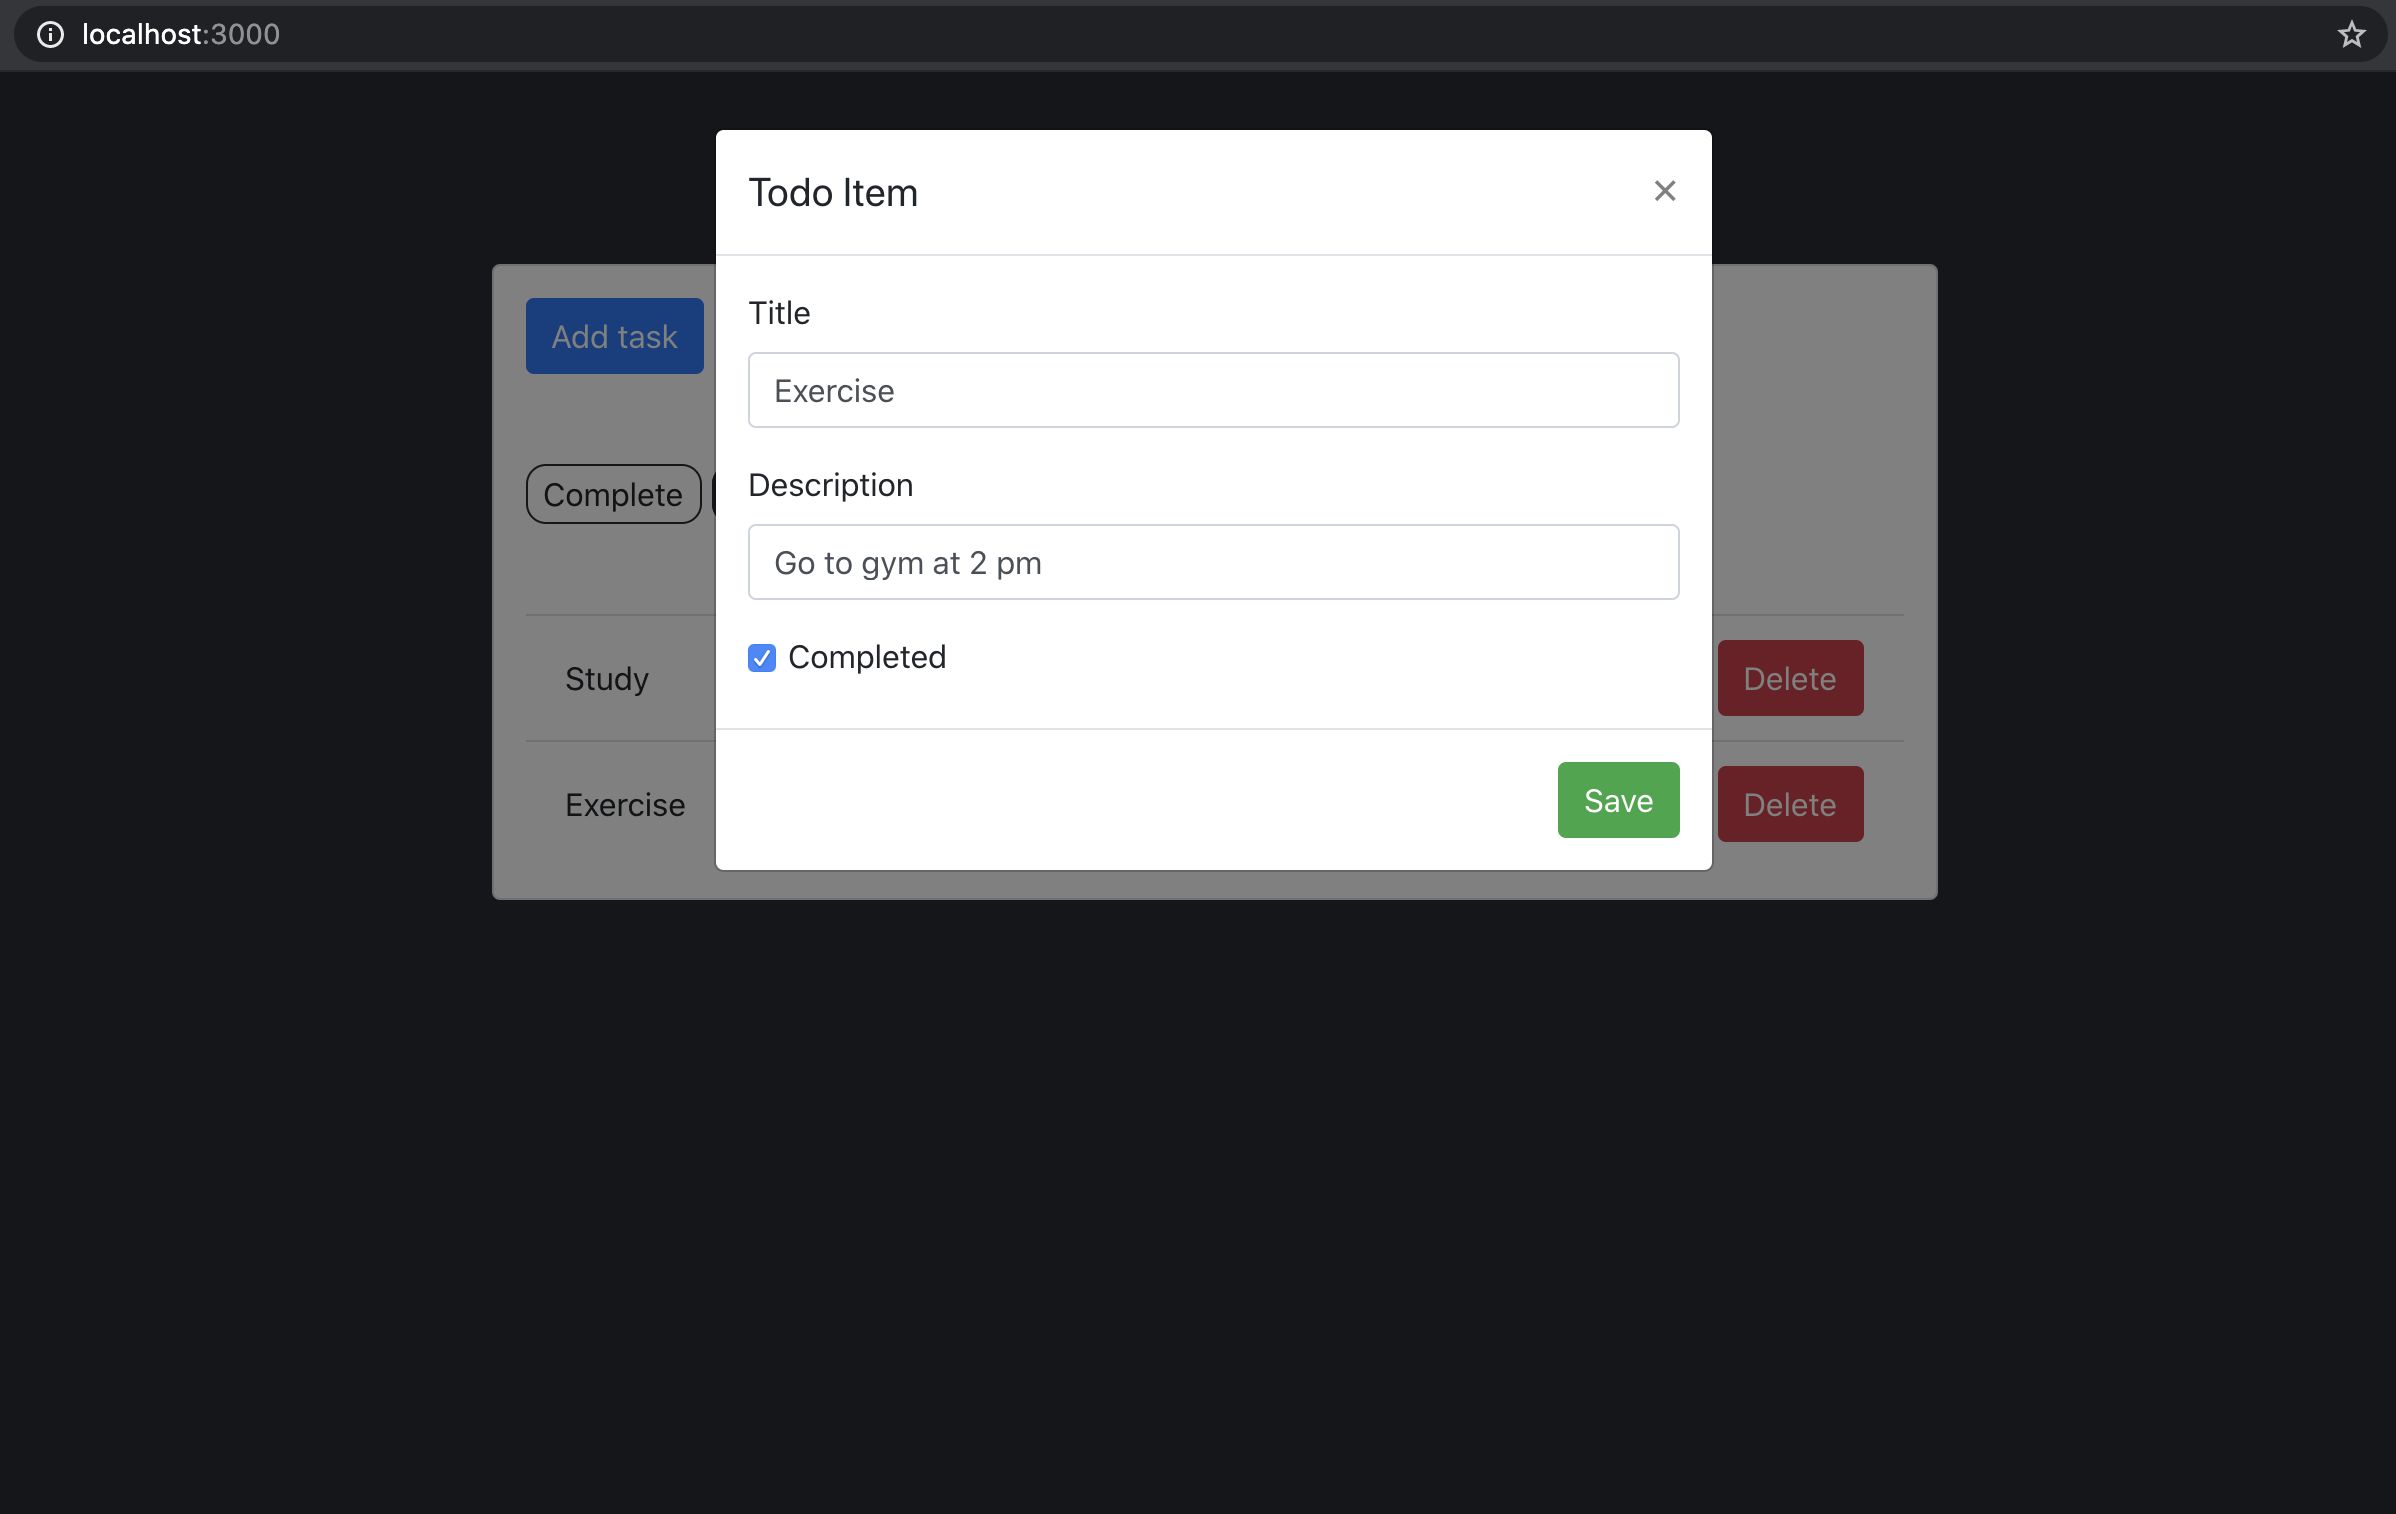 localhost:3000
Todo Item
Title
Exercise
Description
Go to gym at 2 pm
Completed
Save
Add task
Complete
Study
Delete
Exercise
Delete